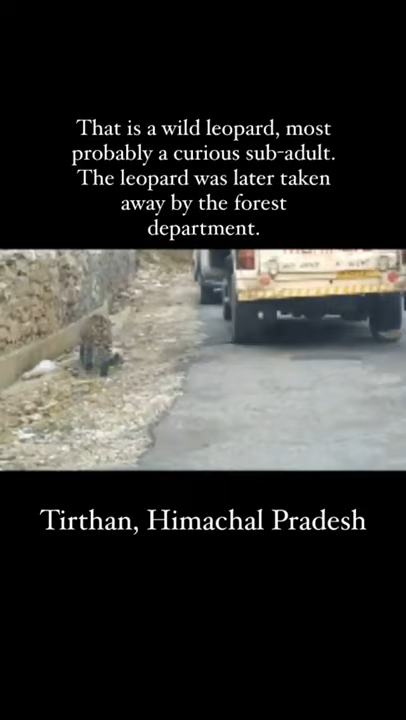 That is a wild leopard, most
probably a curious sub-adult.
The leopard was later taken
away by the forest
department.
Tirthan, Himachal Pradesh